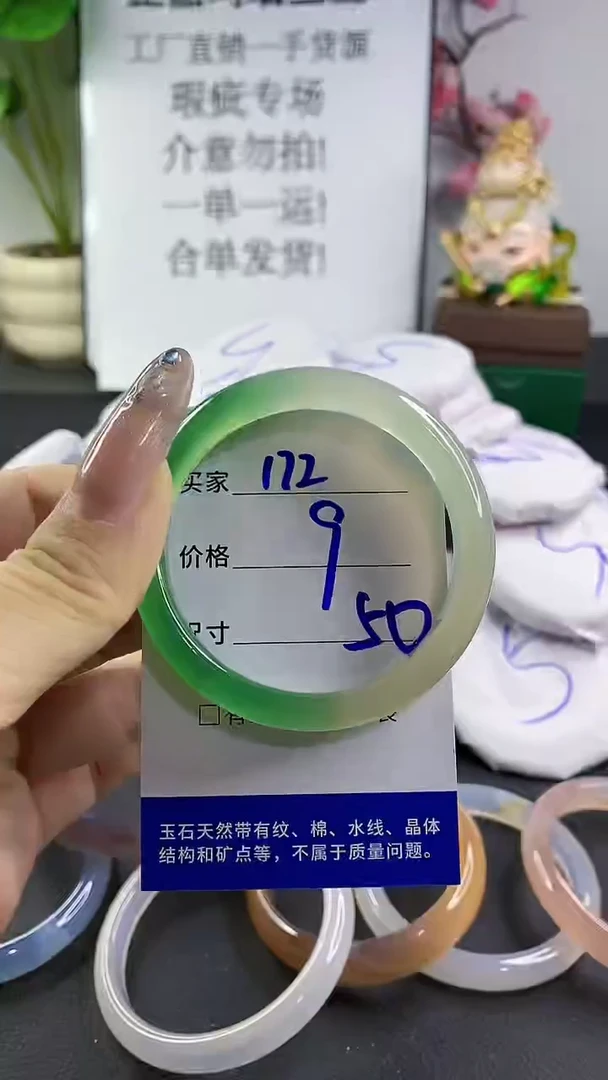 工厂直销一手货源
瑕疵专场
介意勿拍!
一单一运!
合单发货!
买家 172
价格 9
尺寸 50
□有
玉石天然带有纹、棉、水线、晶体
结构和矿点等，不属于质量问题。
5